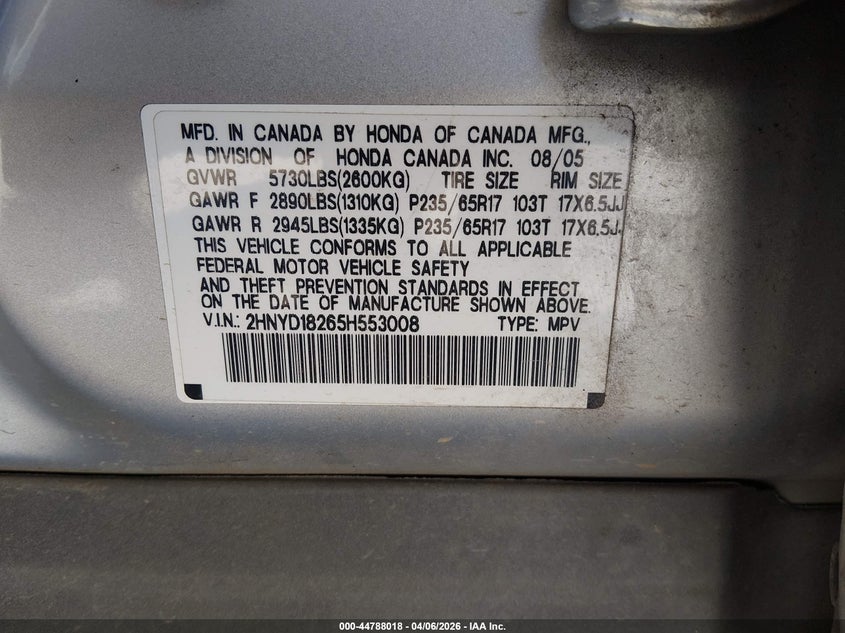 MFD. IN CANADA BY HONDA OF CANADA MFG.,
A DIVISION OF HONDA CANADA INC. 08/05
GVWR 5730LBS(2600KG) TIRE SIZE RIM SIZE
GAWR F 2890LBS(1310KG) P235/65R17 103T 17X6.5JJ
GAWR R 2945LBS(1335KG) P235/65R17 103T 17X6.5JJ
THIS VEHICLE CONFORMS TO ALL APPLICABLE
FEDERAL MOTOR VEHICLE SAFETY
AND THEFT PREVENTION STANDARDS IN EFFECT
ON THE DATE OF MANUFACTURE SHOWN ABOVE.
V.I.N.: 2HNYD18265H553008 TYPE: MPV
000-44788018 - 04/06/2026 - IAA Inc.